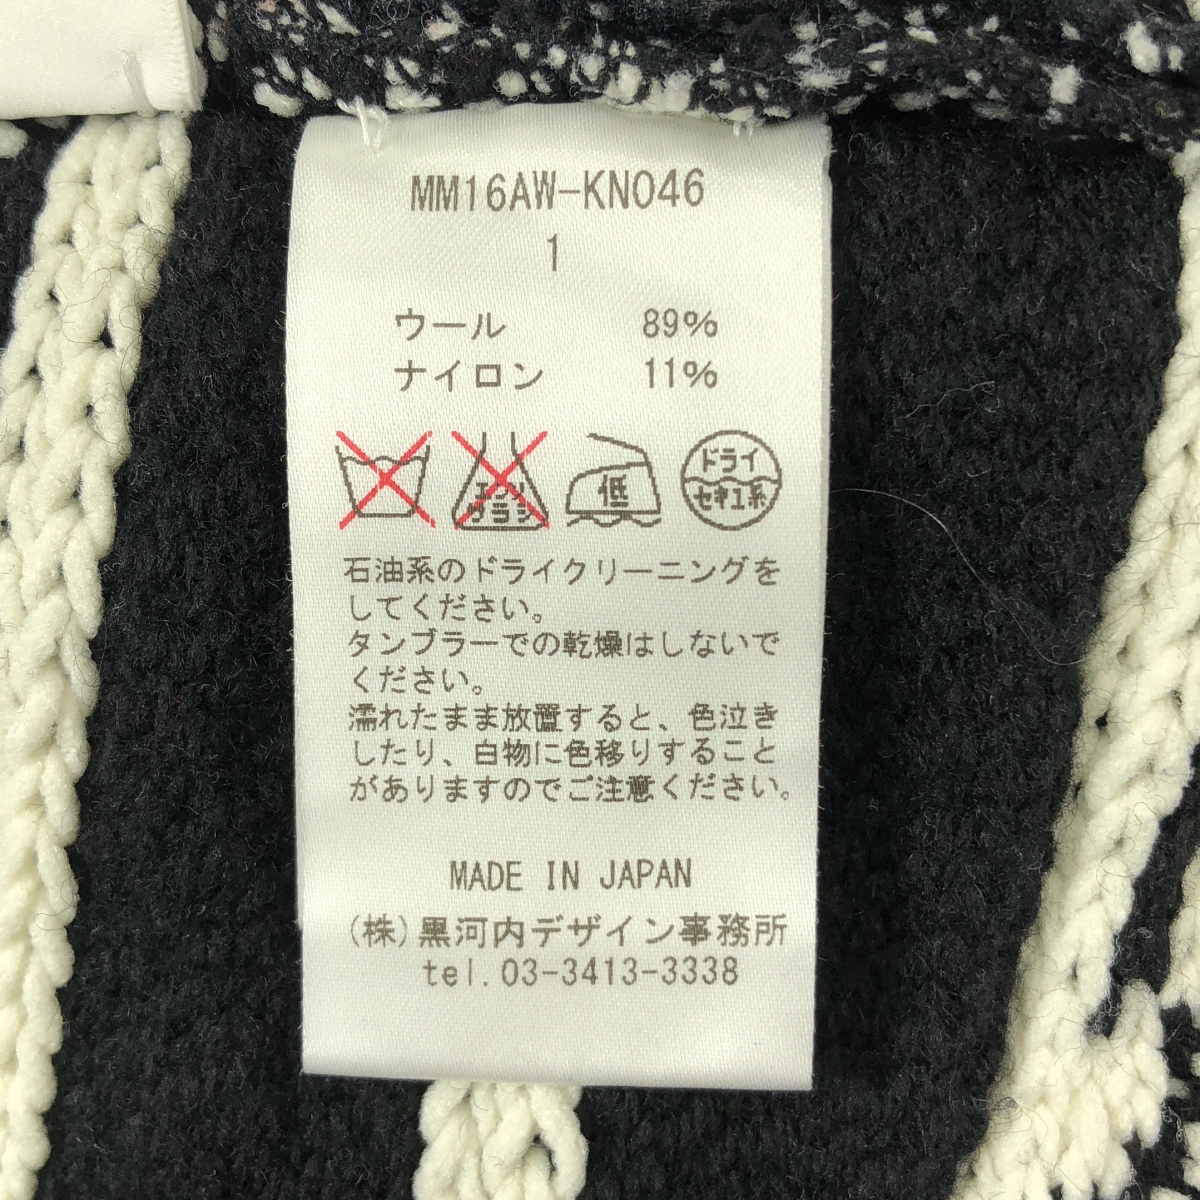 MM16AW-KN046
1
ウール 89%
ナイロン 11%
エンソ
サラシ
低
ドライ
セキユ系
石油系のドライクリーニングを
してください。
タンブラーでの乾燥はしないで
ください。
濡れたまま放置すると、色泣き
したり、白物に色移りすること
がありますのでご注意ください。
MADE IN JAPAN
(株)黒河内デザイン事務所
tel.03-3413-3338